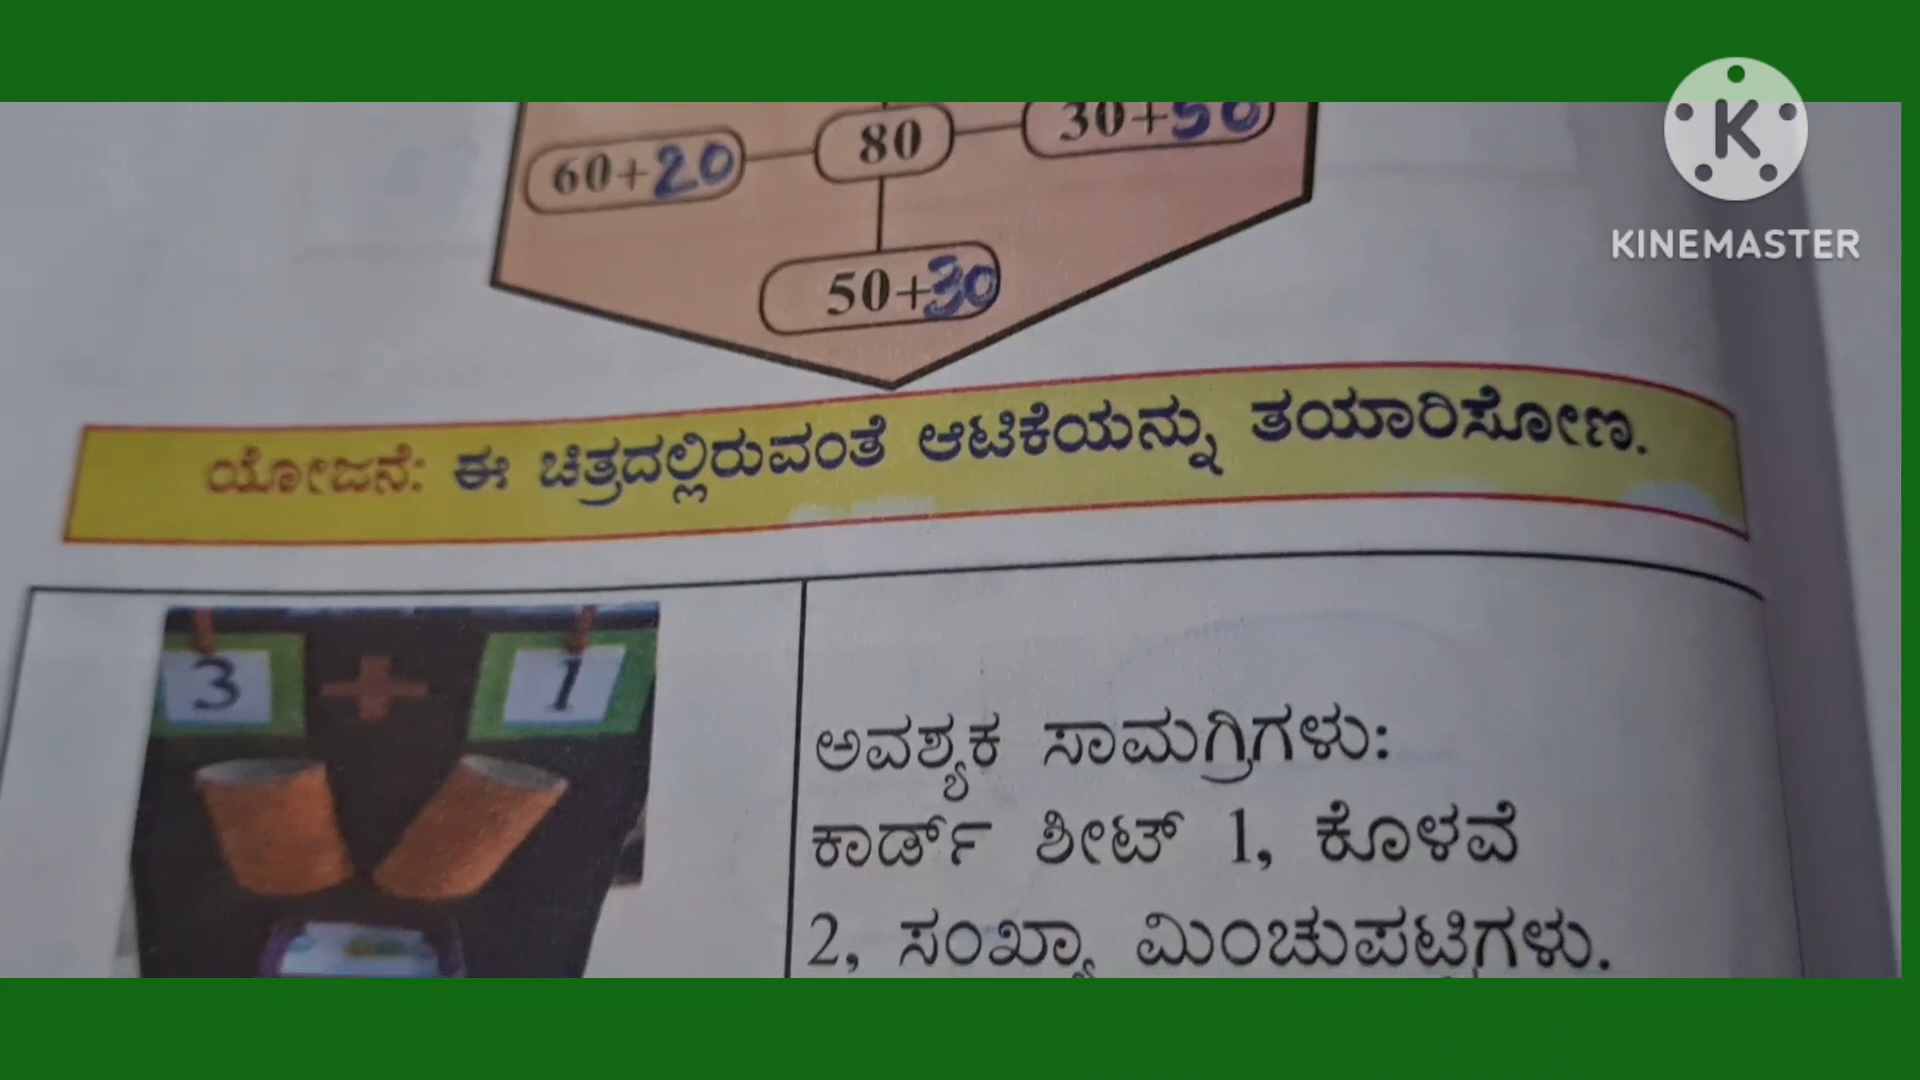 K
KINEMASTER
60+20
80
30+50
50+30
ಯೋಜನೆ: ಈ ಚಿತ್ರದಲ್ಲಿರುವಂತೆ ಆಟಿಕೆಯನ್ನು ತಯಾರಿಸೋಣ.
3 + 1
ಅವಶ್ಯಕ ಸಾಮಗ್ರಿಗಳು:
ಕಾರ್ಡ್ ಶೀಟ್ 1, ಕೊಳವೆ
2, ಸಂಖ್ಯಾ ಮಿಂಚುಪಟ್ಟಿಗಳು.